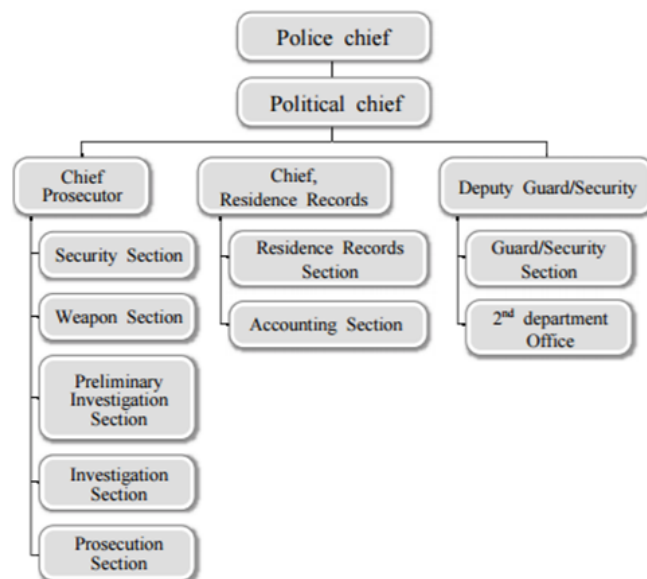 Police chief
Political chief
Chief
Prosecutor
Security Section
Weapon Section
Preliminary
Investigation
Section
Investigation
Section
Prosecution
Section
Chief,
Residence Records
Residence Records
Section
Accounting Section
Deputy Guard/Security
Guard/Security
Section
2nd department
Office